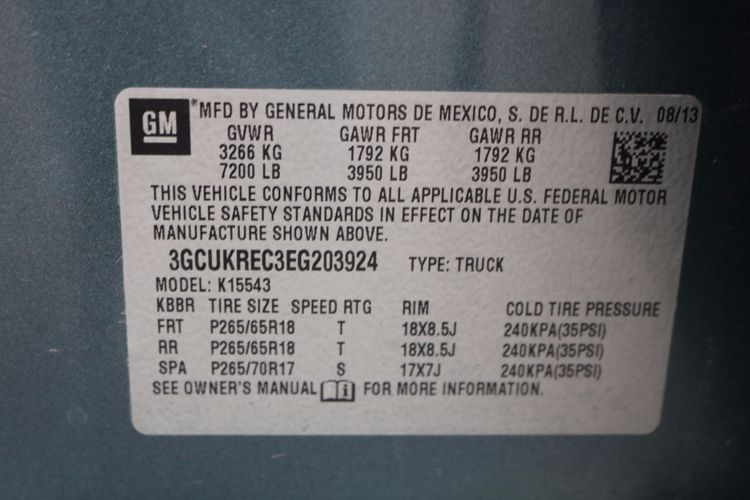 GM MFD BY GENERAL MOTORS DE MEXICO, S. DE R.L. DE C.V. 08/13
GVWR GAWR FRT GAWR RR
3266 KG 1792 KG 1792 KG
7200 LB 3950 LB 3950 LB
THIS VEHICLE CONFORMS TO ALL APPLICABLE U.S. FEDERAL MOTOR
VEHICLE SAFETY STANDARDS IN EFFECT ON THE DATE OF
MANUFACTURE SHOWN ABOVE.
3GCUKREC3EG203924 TYPE: TRUCK
MODEL: K15543
KBBR TIRE SIZE SPEED RTG RIM COLD TIRE PRESSURE
FRT P265/65R18 T 18X8.5J 240KPA(35PSI)
RR P265/65R18 T 18X8.5J 240KPA(35PSI)
SPA P265/70R17 S 17X7J 240KPA(35PSI)
SEE OWNER'S MANUAL i FOR MORE INFORMATION.